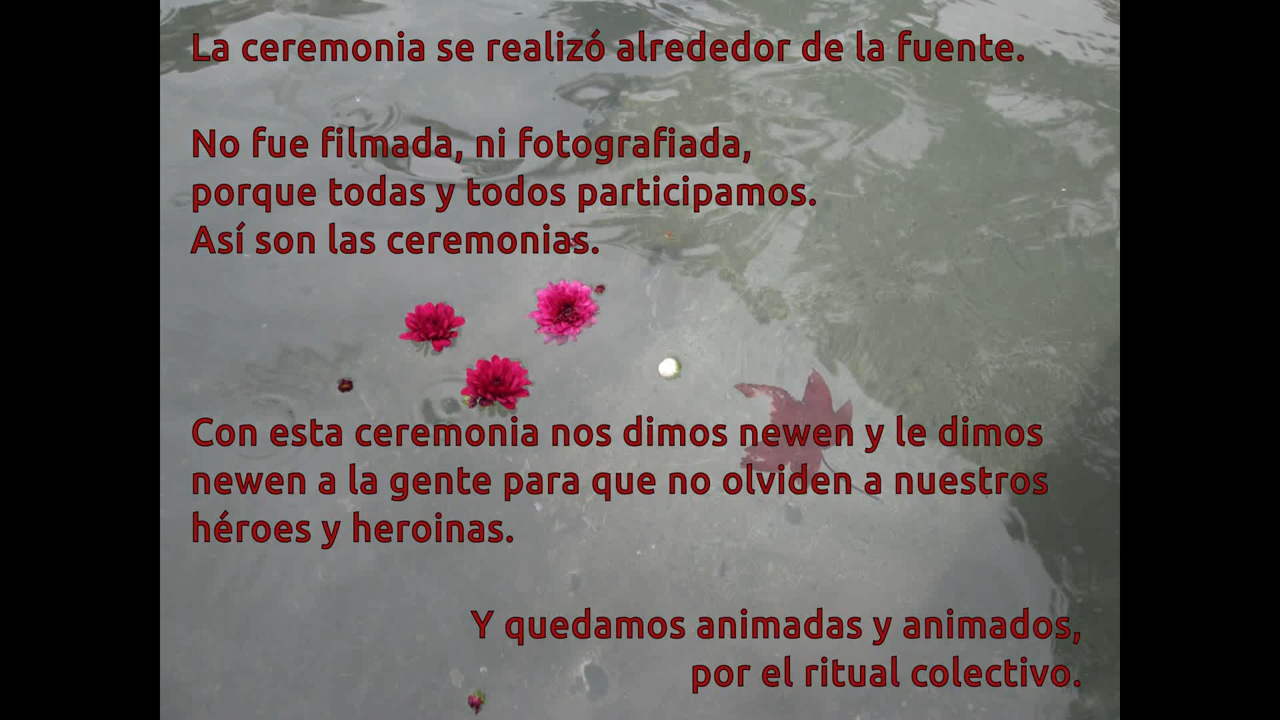 La ceremonia se realizó alrededor de la fuente.
No fue filmada, ni fotografiada,
porque todas y todos participamos.
Así son las ceremonias.
Con esta ceremonia nos dimos newen y le dimos
newen a la gente para que no olviden a nuestros
héroes y heroinas.
Y quedamos animadas y animados,
por el ritual colectivo.